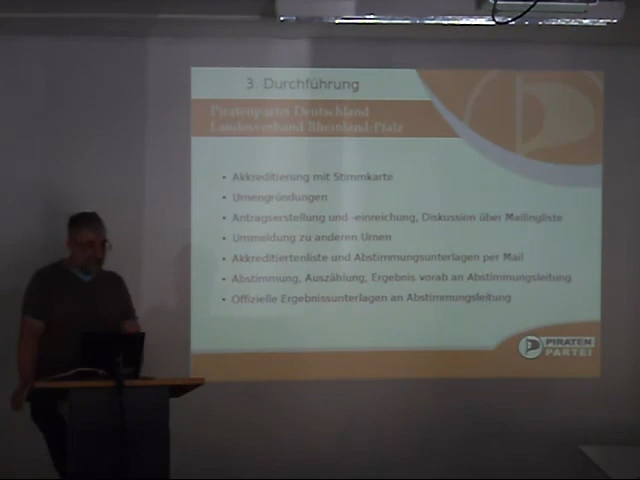 3. Durchführung
Piratenpartei Deutschland
Landesverband Rheinland-Pfalz
• Akkreditierung mit Stimmkarte
• Urnengründungen
• Antragserstellung und -einreichung, Diskussion über Mailingliste
• Ummeldung zu anderen Urnen
• Akkreditiertenliste und Abstimmungsunterlagen per Mail
• Abstimmung, Auszählung, Ergebnis vorab an Abstimmungsleitung
• Offizielle Ergebnisunterlagen an Abstimmungsleitung
PIRATEN
PARTEI